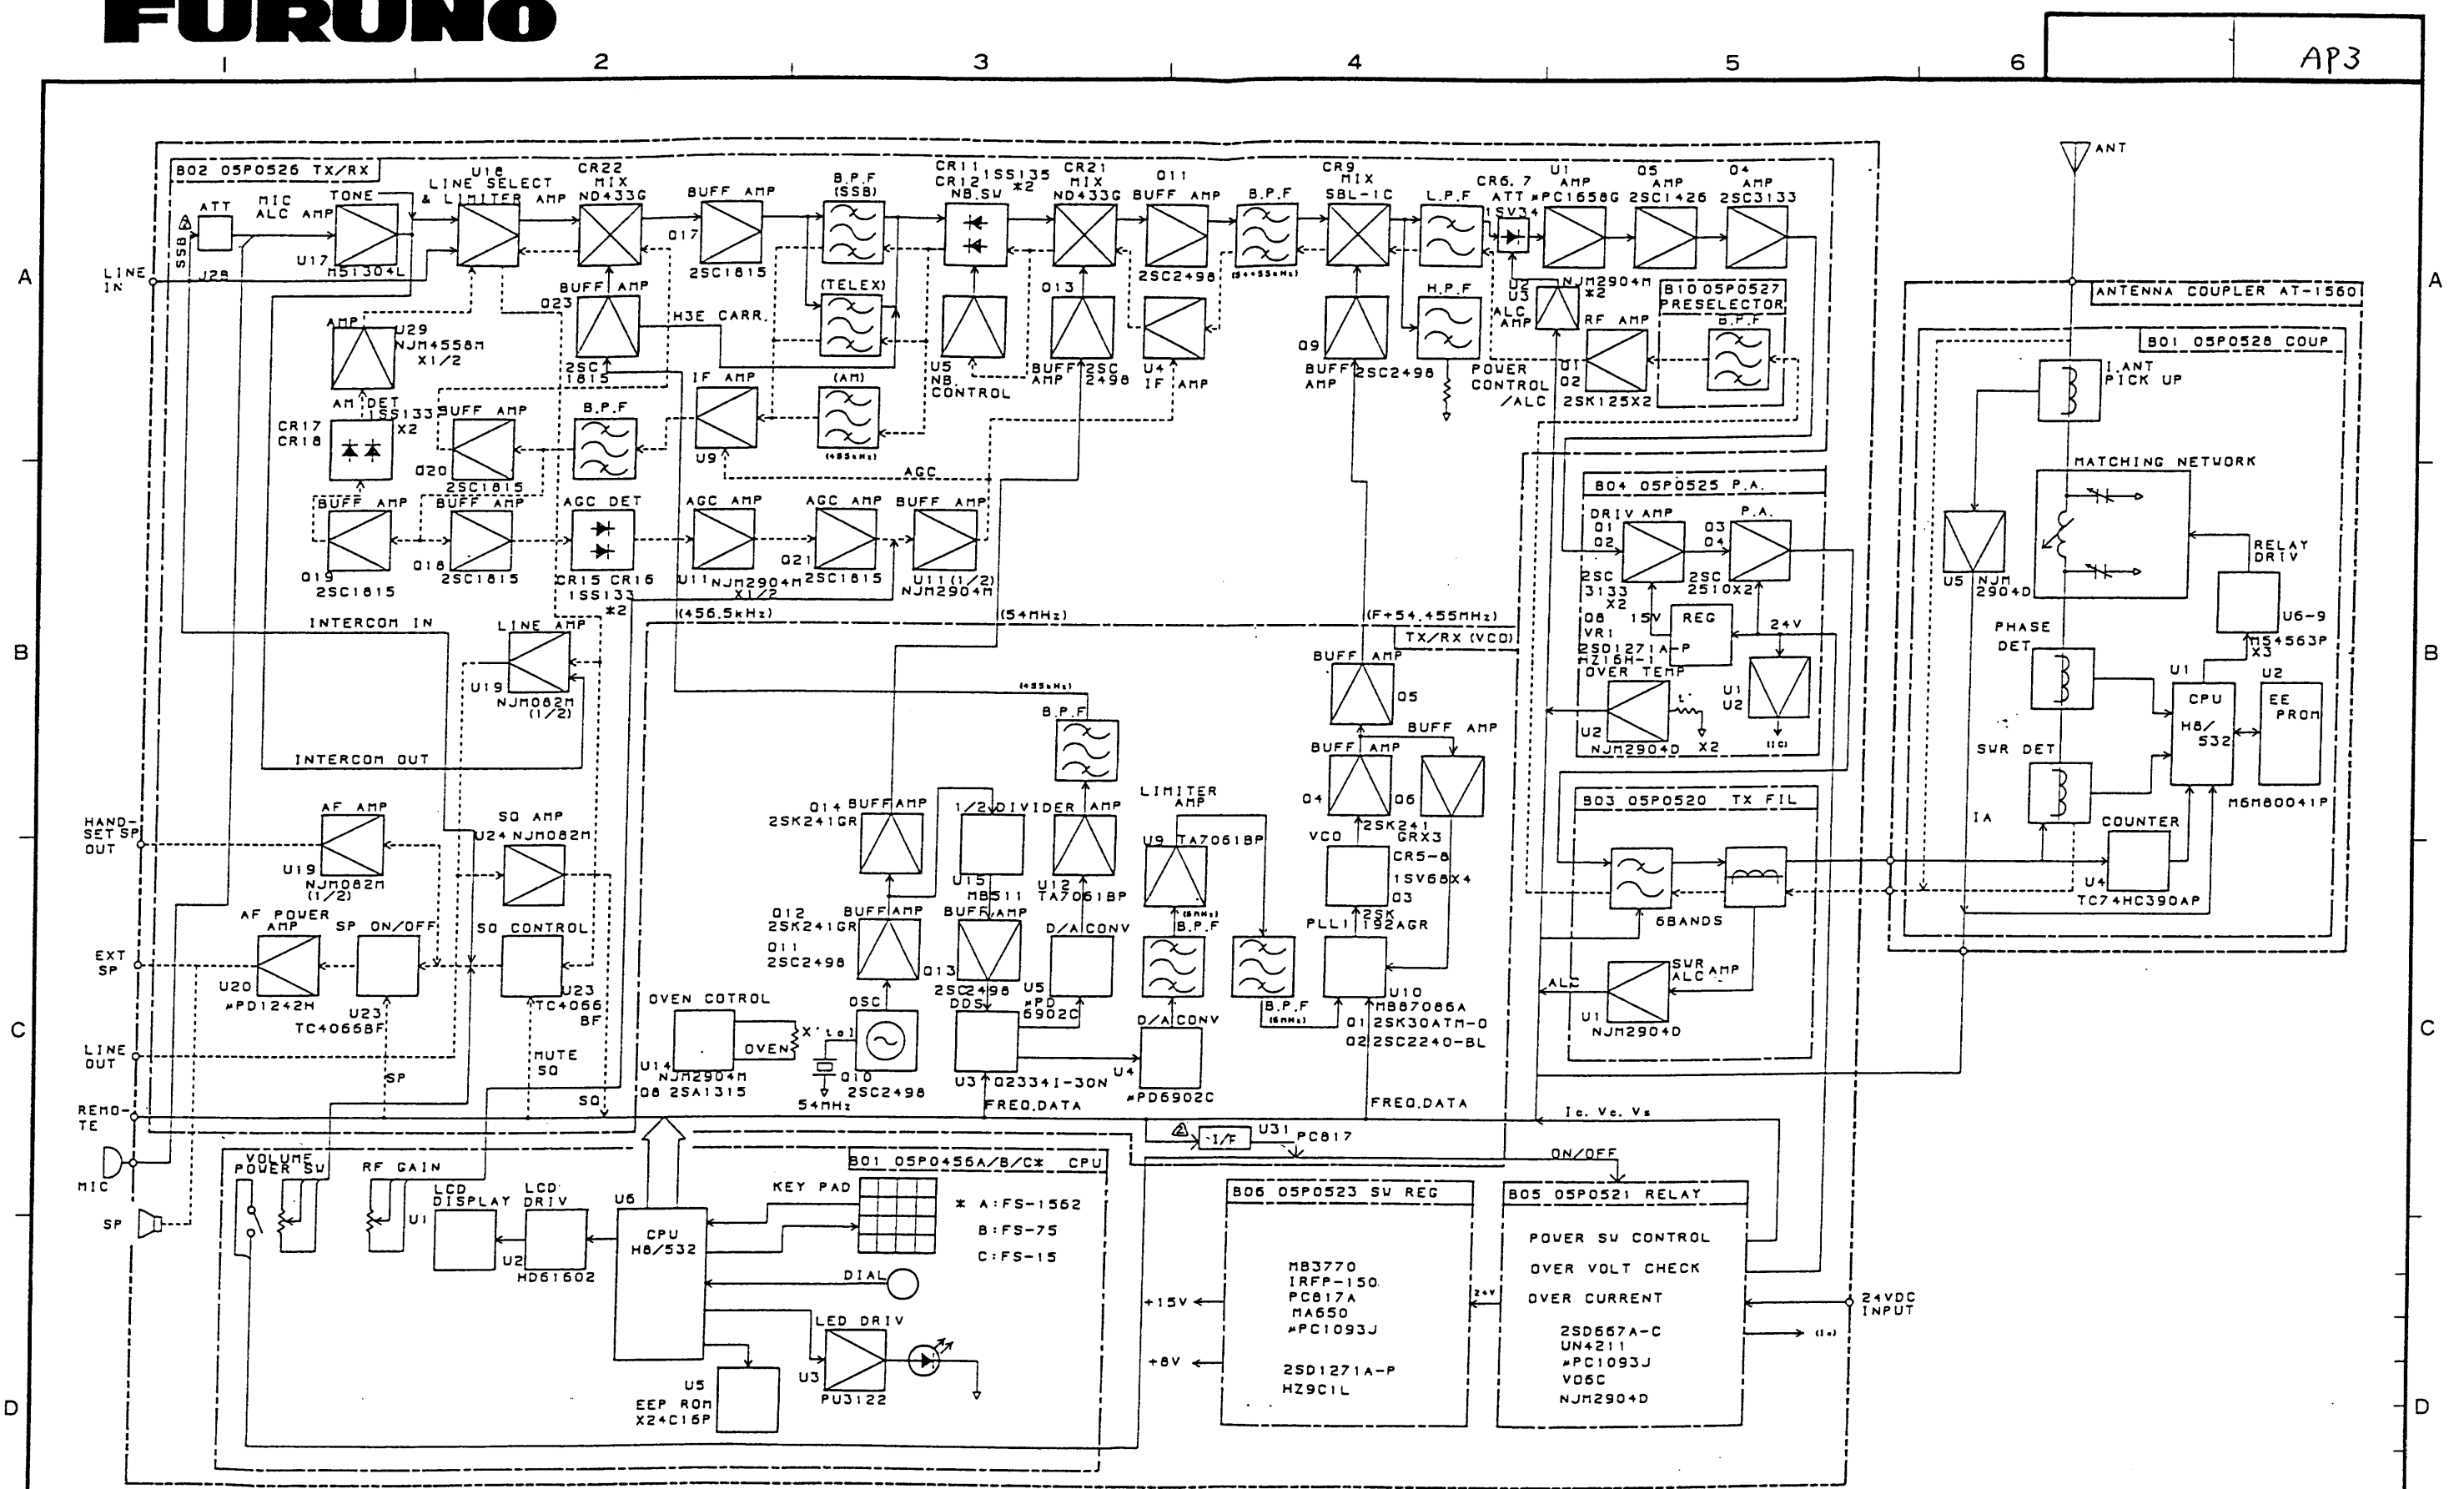 FURUNO
AP3
1 2 3 4 5 6
A
B
C
D
A
B
C
D
B02 05P0526 TX/RX
SSB
ATT
MIC
ALC AMP
TONE
U17
M51304L
J28
LINE
IN
U18
LINE SELECT
& LIMITER AMP
CR22
MIX
ND433G
BUFF AMP
Q17
2SC1815
B.P.F
(SSB)
(TELEX)
(AM)
(455kHz)
CR11
CR12
1SS135
*2
NB.SW
CR21
MIX
ND433G
Q11
BUFF AMP
2SC2498
B.P.F
(54455kHz)
CR9
MIX
SBL-1C
L.P.F
H.P.F
CR6.7
ATT
1SV34
U1
AMP
µPC1658G
Q5
AMP
2SC1426
Q4
AMP
2SC3133
BUFF AMP
Q23
2SC
1815
H3E CARR.
AMP
U29
NJM4558M
X1/2
AM DET
1SS133
X2
CR17
CR18
BUFF AMP
Q20
2SC1815
B.P.F
IF AMP
U9
U5
NB.
CONTROL
Q13
BUFF
AMP
2SC
2498
U4
IF AMP
Q9
BUFF
AMP
2SC2498
U2
U3
ALC
AMP
NJM2904M
*2
POWER
CONTROL
/ALC
RF AMP
Q1
Q2
2SK125X2
B10 05P0527
PRESELECTOR
B.P.F
AGC
BUFF AMP
Q19
2SC1815
BUFF AMP
Q18
2SC1815
AGC DET
CR15 CR16
1SS133
*2
AGC AMP
U11 NJM2904M
X1/2
AGC AMP
Q21
2SC1815
BUFF AMP
U11(1/2)
NJM2904M
(456.5kHz)
(54MHz)
(F+54.455MHz)
TX/RX (VCO)
INTERCOM IN
LINE AMP
U19
NJM082M
(1/2)
INTERCOM OUT
B04 05P0525 P.A.
DRIV AMP
Q1
Q2
2SC
3133
X2
P.A.
Q3
Q4
2SC
2510X2
Q8
VR1
2SD1271A-P
HZ16H-1
15V
REG
24V
OVER TEMP
U2
NJM2904D
t°
X2
U1
U2
(IC)
B03 05P0520 TX FIL
6BANDS
SWR
ALC AMP
ALC
U1
NJM2904D
ANT
ANTENNA COUPLER AT-1560
B01 05P0528 COUP
I.ANT
PICK UP
MATCHING NETWORK
U5
NJM
2904D
RELAY
DRIV
U6-9
M54563P
X3
PHASE
DET
U1
CPU
H8/
532
U2
EE
PROM
M6M80041P
SWR DET
IA
COUNTER
U4
TC74HC390AP
HAND-
SET SP
OUT
AF AMP
U19
NJM082M
(1/2)
SQ AMP
U24 NJM082M
AF POWER
AMP
U20
µPD1242H
EXT
SP
SP ON/OFF
U23
TC4066BF
SQ CONTROL
U23
TC4066
BF
LINE
OUT
MUTE
SQ
SP
SQ
REMO-
TE
MIC
SP
(455kHz)
B.P.F
Q14
2SK241GR
BUFF AMP
1/2 DIVIDER
U15
MB511
AMP
U12
TA7061BP
LIMITER
AMP
U9
TA7061BP
Q12
2SK241GR
Q11
2SC2498
BUFF AMP
BUFF AMP
Q13
2SC2498
D/A CONV
U5
µPD
6902C
(6MHz)
B.P.F
B.P.F
(6MHz)
BUFF AMP
Q5
BUFF AMP
Q4
BUFF AMP
Q6
2SK241
GRX3
VCO
CR5-8
1SV68X4
Q3
2SK
192AGR
PLL1
U10
MB87086A
Q1 2SK30ATM-O
Q2 2SC2240-BL
OVEN COTROL
U14
NJM2904M
Q8 2SA1315
OVEN
X'tal
54MHz
OSC
Q10
2SC2498
DDS
U3
Q2334I-30N
D/A CONV
U4
µPD6902C
FREQ.DATA
FREQ.DATA
Ic. Vc. Vs
2
I/F
U31
PC817
ON/OFF
B01 05P0456A/B/C* CPU
VOLUME
POWER SW
RF GAIN
U1
LCD
DISPLAY
LCD
DRIV
U2
HD61602
U6
CPU
H8/532
KEY PAD
* A:FS-1562
B:FS-75
C:FS-15
DIAL
LED DRIV
U3
PU3122
U5
EEP ROM
X24C16P
B06 05P0523 SW REG
MB3770
IRFP-150
PC817A
MA650
µPC1093J
2SD1271A-P
HZ9C1L
+15V
+8V
24V
B05 05P0521 RELAY
POWER SW CONTROL
OVER VOLT CHECK
OVER CURRENT
2SD667A-C
UN4211
µPC1093J
V06C
NJM2904D
24VDC
INPUT